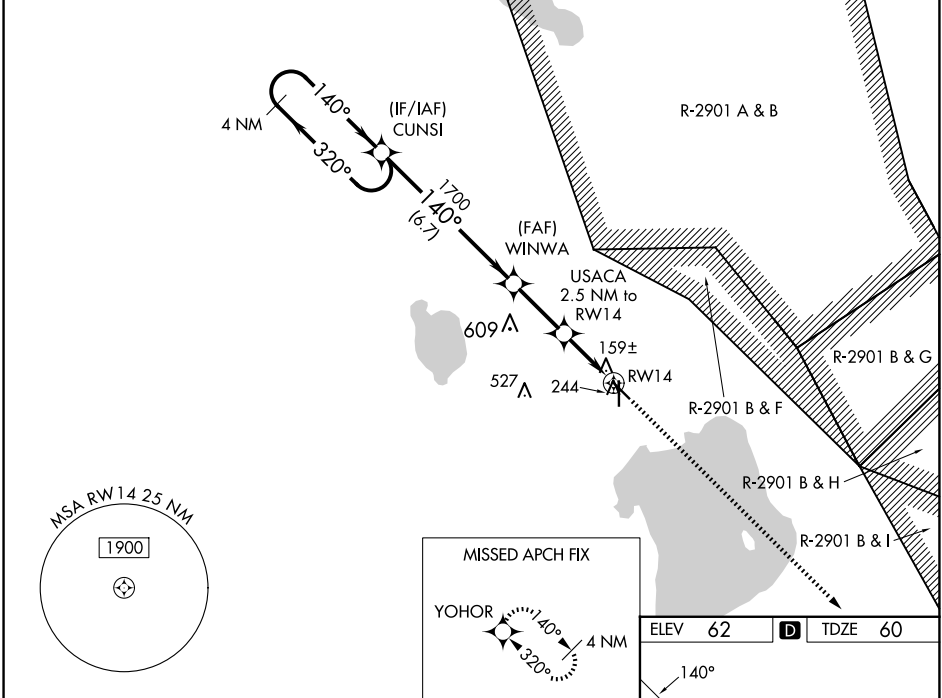 R-2901 A & B
140°
4 NM
320°
(IF/IAF)
CUNSI
1700
140°
(6.7)
(FAF)
WINWA
USACA
2.5 NM to
RW14
609
159±
RW14
527
244
R-2901 B & G
R-2901 B & F
R-2901 B & H
R-2901 B & I
MSA RW14 25 NM
1900
MISSED APCH FIX
YOHOR
140°
4 NM
320°
ELEV 62 D TDZE 60
140°